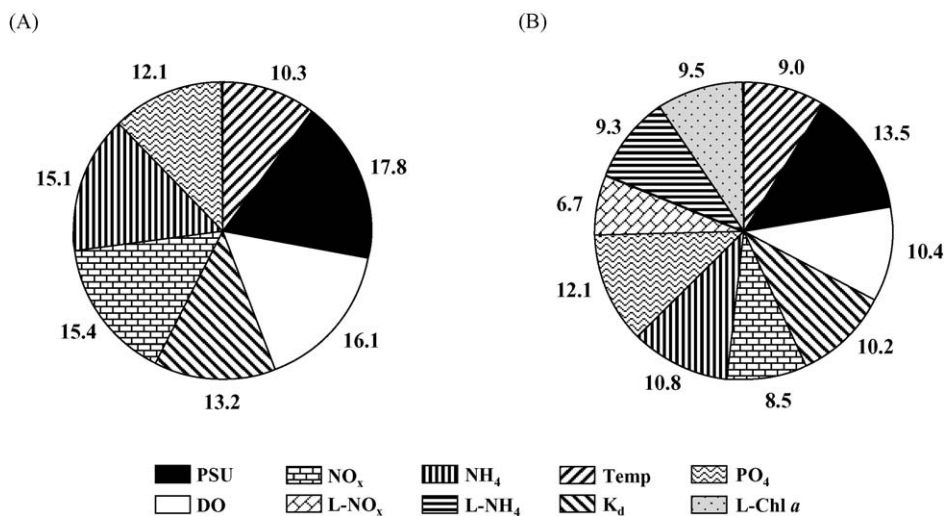 (A) (B)
12.1 10.3 9.5 9.0
9.3 13.5
15.1 17.8
6.7
10.4
12.1
15.4 16.1
10.2
10.8
13.2 8.5
PSU NOx NH4 Temp PO4
DO L-NOx L-NH4 Kd L-Chl a